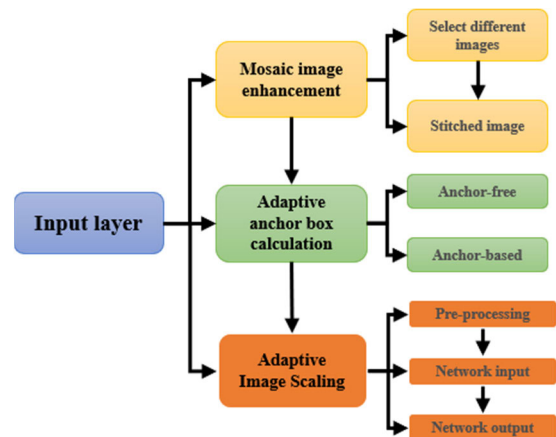 Input layer
Mosaic image
enhancement
Select different
images
Stitched image
Adaptive
anchor box
calculation
Anchor-free
Anchor-based
Adaptive
Image Scaling
Pre-processing
Network input
Network output